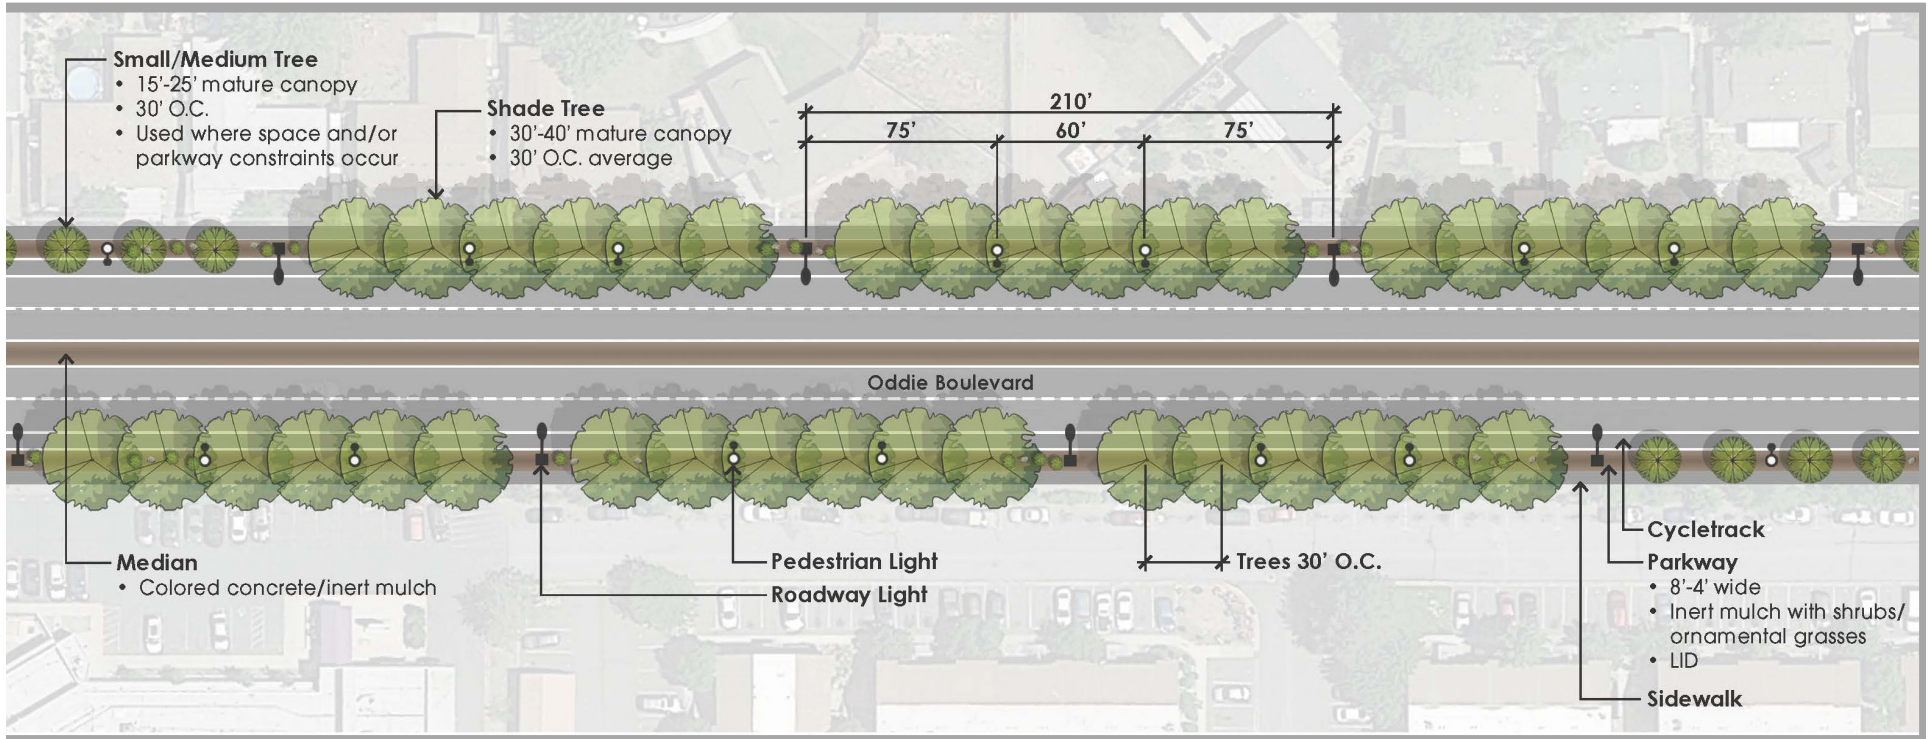 Small/Medium Tree
• 15'-25' mature canopy
• 30' O.C.
• Used where space and/or
parkway constraints occur
Shade Tree
• 30'-40' mature canopy
• 30' O.C. average
210'
75'
60'
75'
Oddie Boulevard
Median
• Colored concrete/inert mulch
Pedestrian Light
Roadway Light
Trees 30' O.C.
Cycletrack
Parkway
• 8'-4' wide
• Inert mulch with shrubs/
ornamental grasses
• LID
Sidewalk